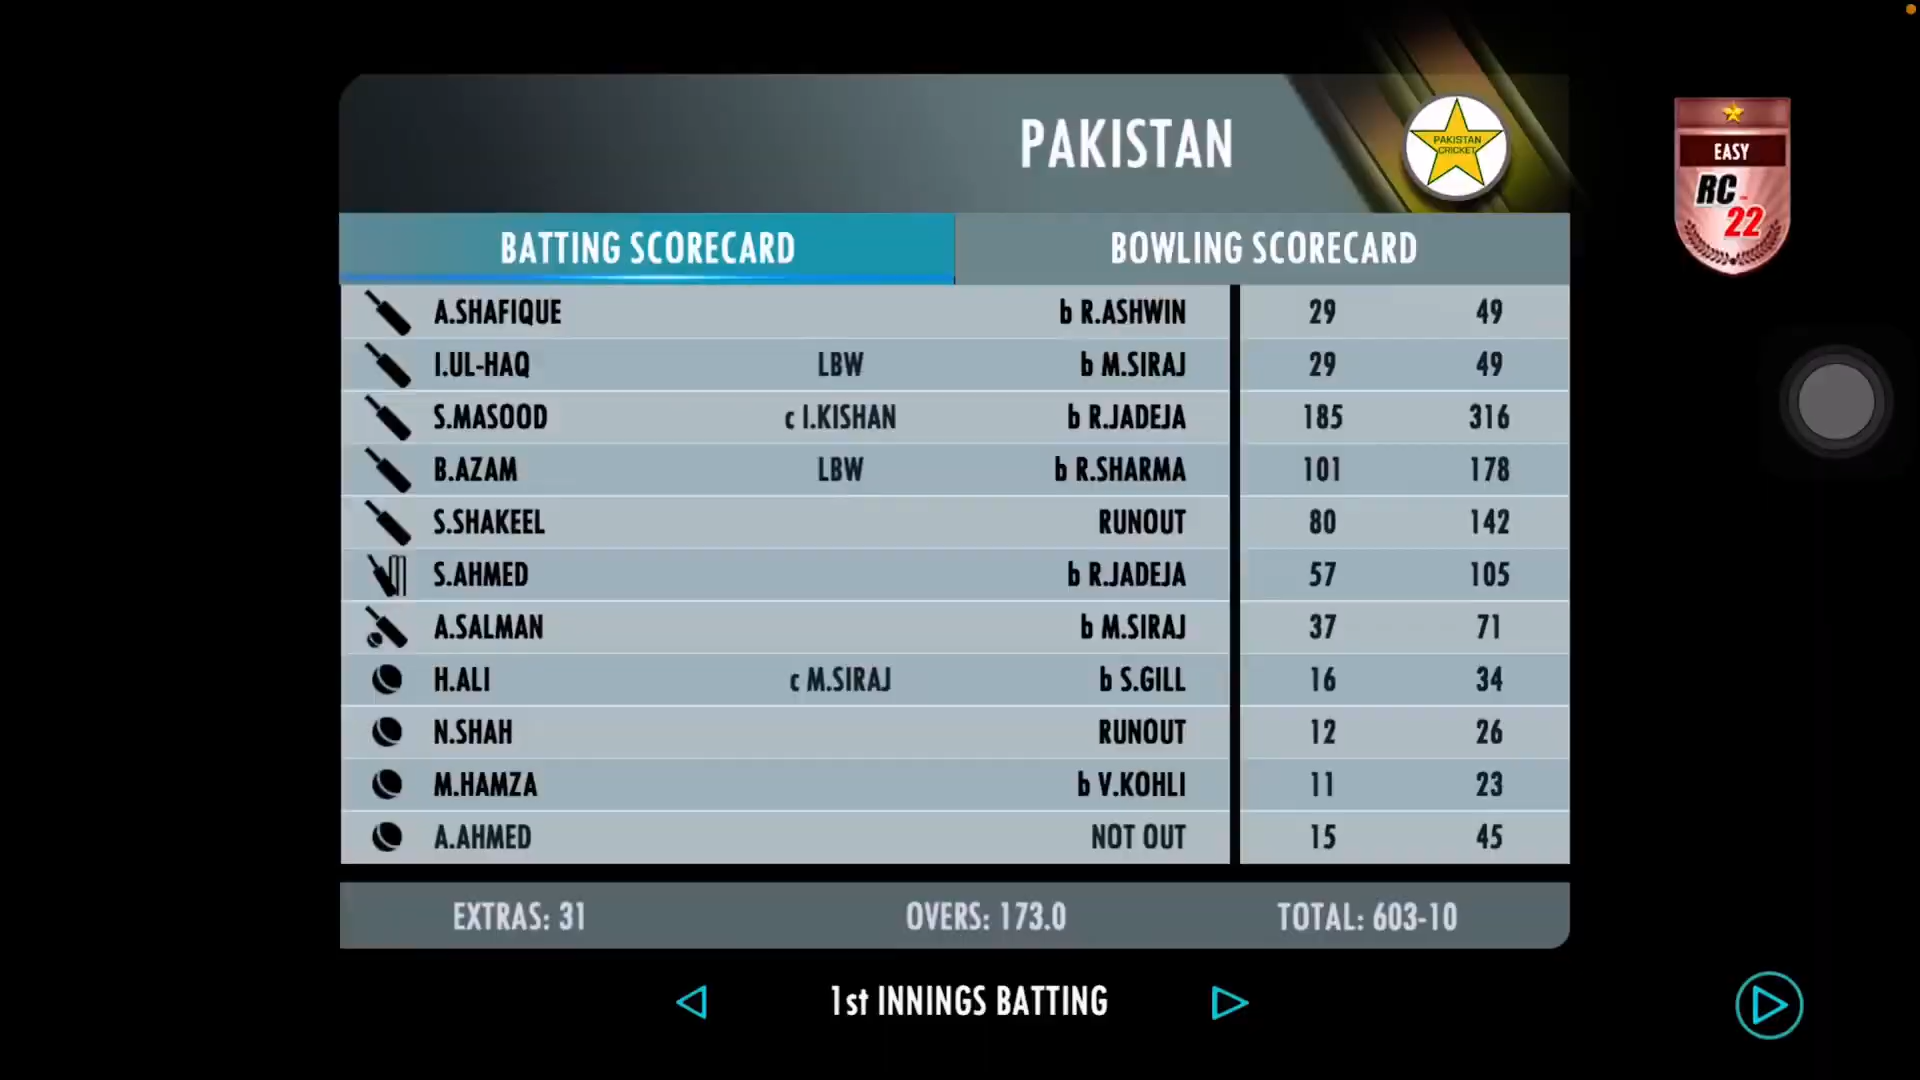 PAKISTAN
PAKISTAN
CRICKET
EASY
RC
22
BATTING SCORECARD BOWLING SCORECARD
A.SHAFIQUE b R.ASHWIN 29 49
I.UL-HAQ LBW b M.SIRAJ 29 49
S.MASOOD c I.KISHAN b R.JADEJA 185 316
B.AZAM LBW b R.SHARMA 101 178
S.SHAKEEL RUNOUT 80 142
S.AHMED b R.JADEJA 57 105
A.SALMAN b M.SIRAJ 37 71
H.ALI c M.SIRAJ b S.GILL 16 34
N.SHAH RUNOUT 12 26
M.HAMZA b V.KOHLI 11 23
A.AHMED NOT OUT 15 45
EXTRAS: 31 OVERS: 173.0 TOTAL: 603-10
1st INNINGS BATTING